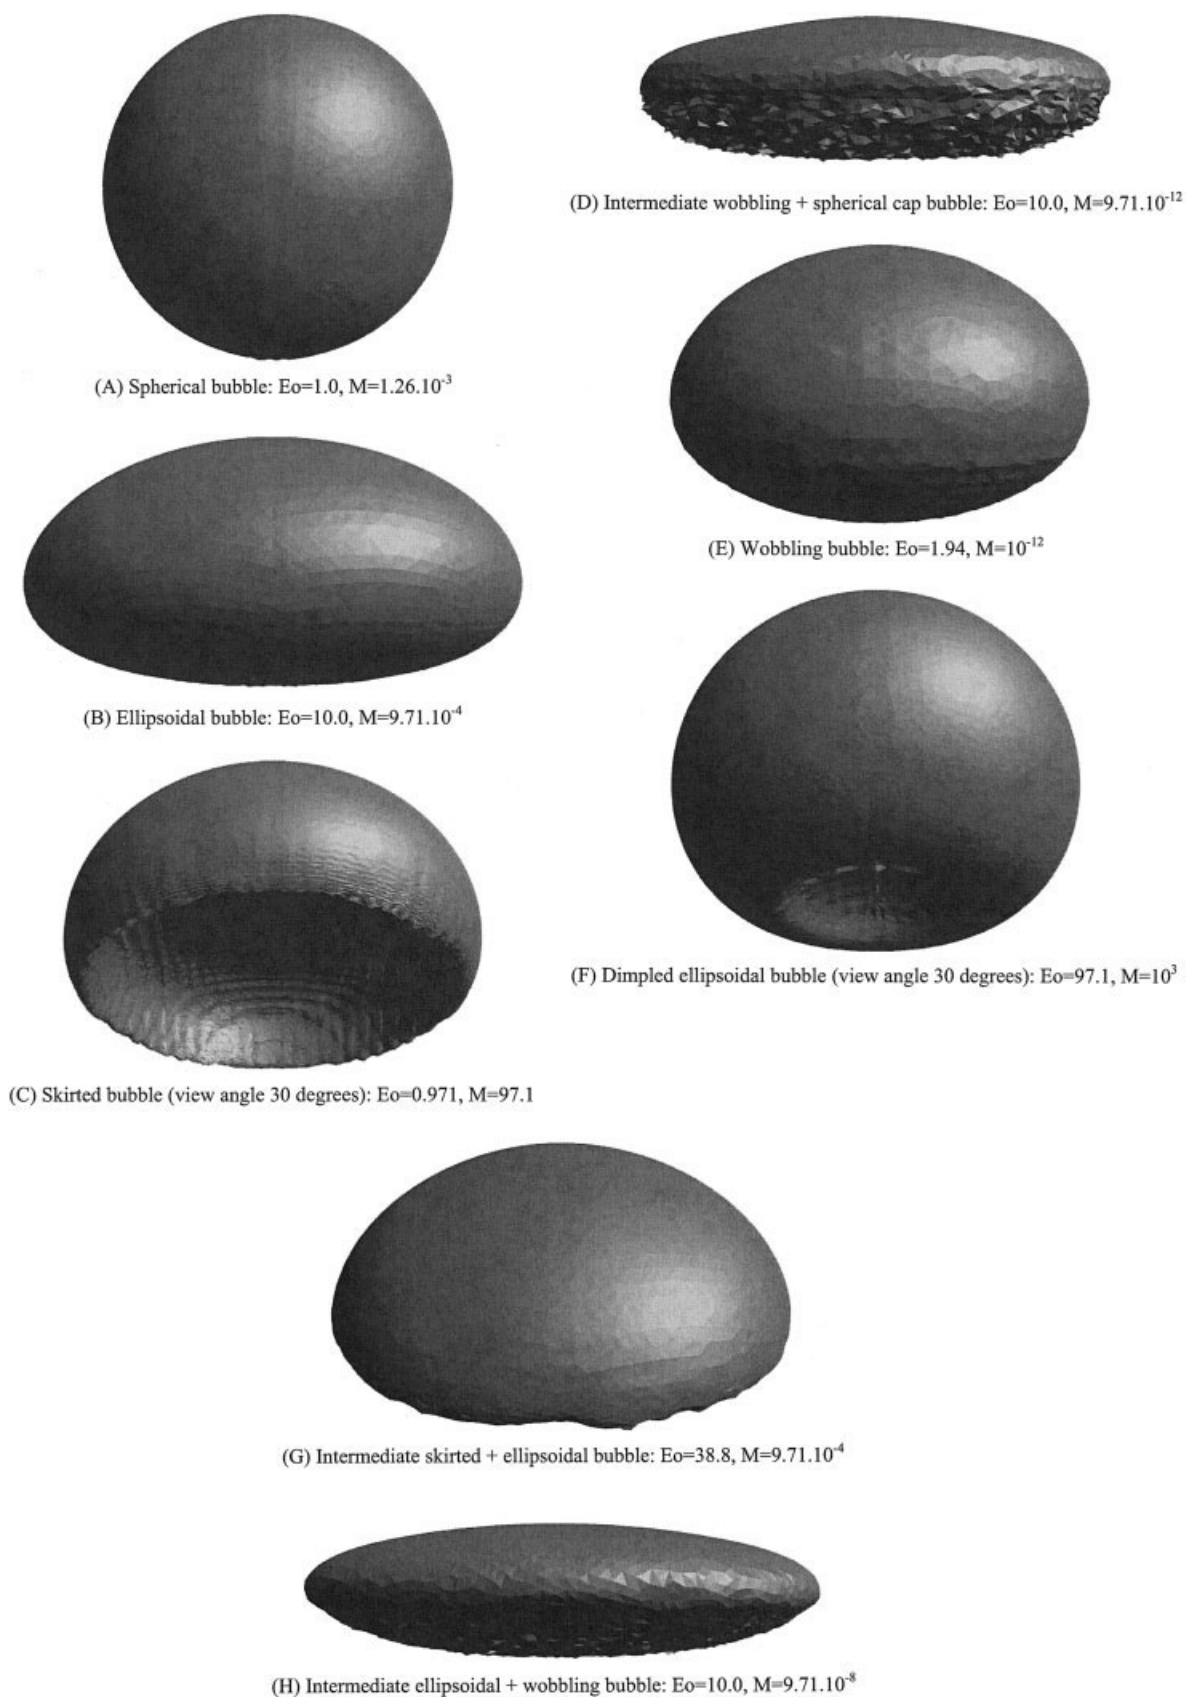 (A) Spherical bubble: Eo=1.0, M=1.26.10⁻³
(B) Ellipsoidal bubble: Eo=10.0, M=9.71.10⁻⁴
(C) Skirted bubble (view angle 30 degrees): Eo=0.971, M=97.1
(D) Intermediate wobbling + spherical cap bubble: Eo=10.0, M=9.71.10⁻¹²
(E) Wobbling bubble: Eo=1.94, M=10⁻¹²
(F) Dimpled ellipsoidal bubble (view angle 30 degrees): Eo=97.1, M=10³
(G) Intermediate skirted + ellipsoidal bubble: Eo=38.8, M=9.71.10⁻⁴
(H) Intermediate ellipsoidal + wobbling bubble: Eo=10.0, M=9.71.10⁻⁸